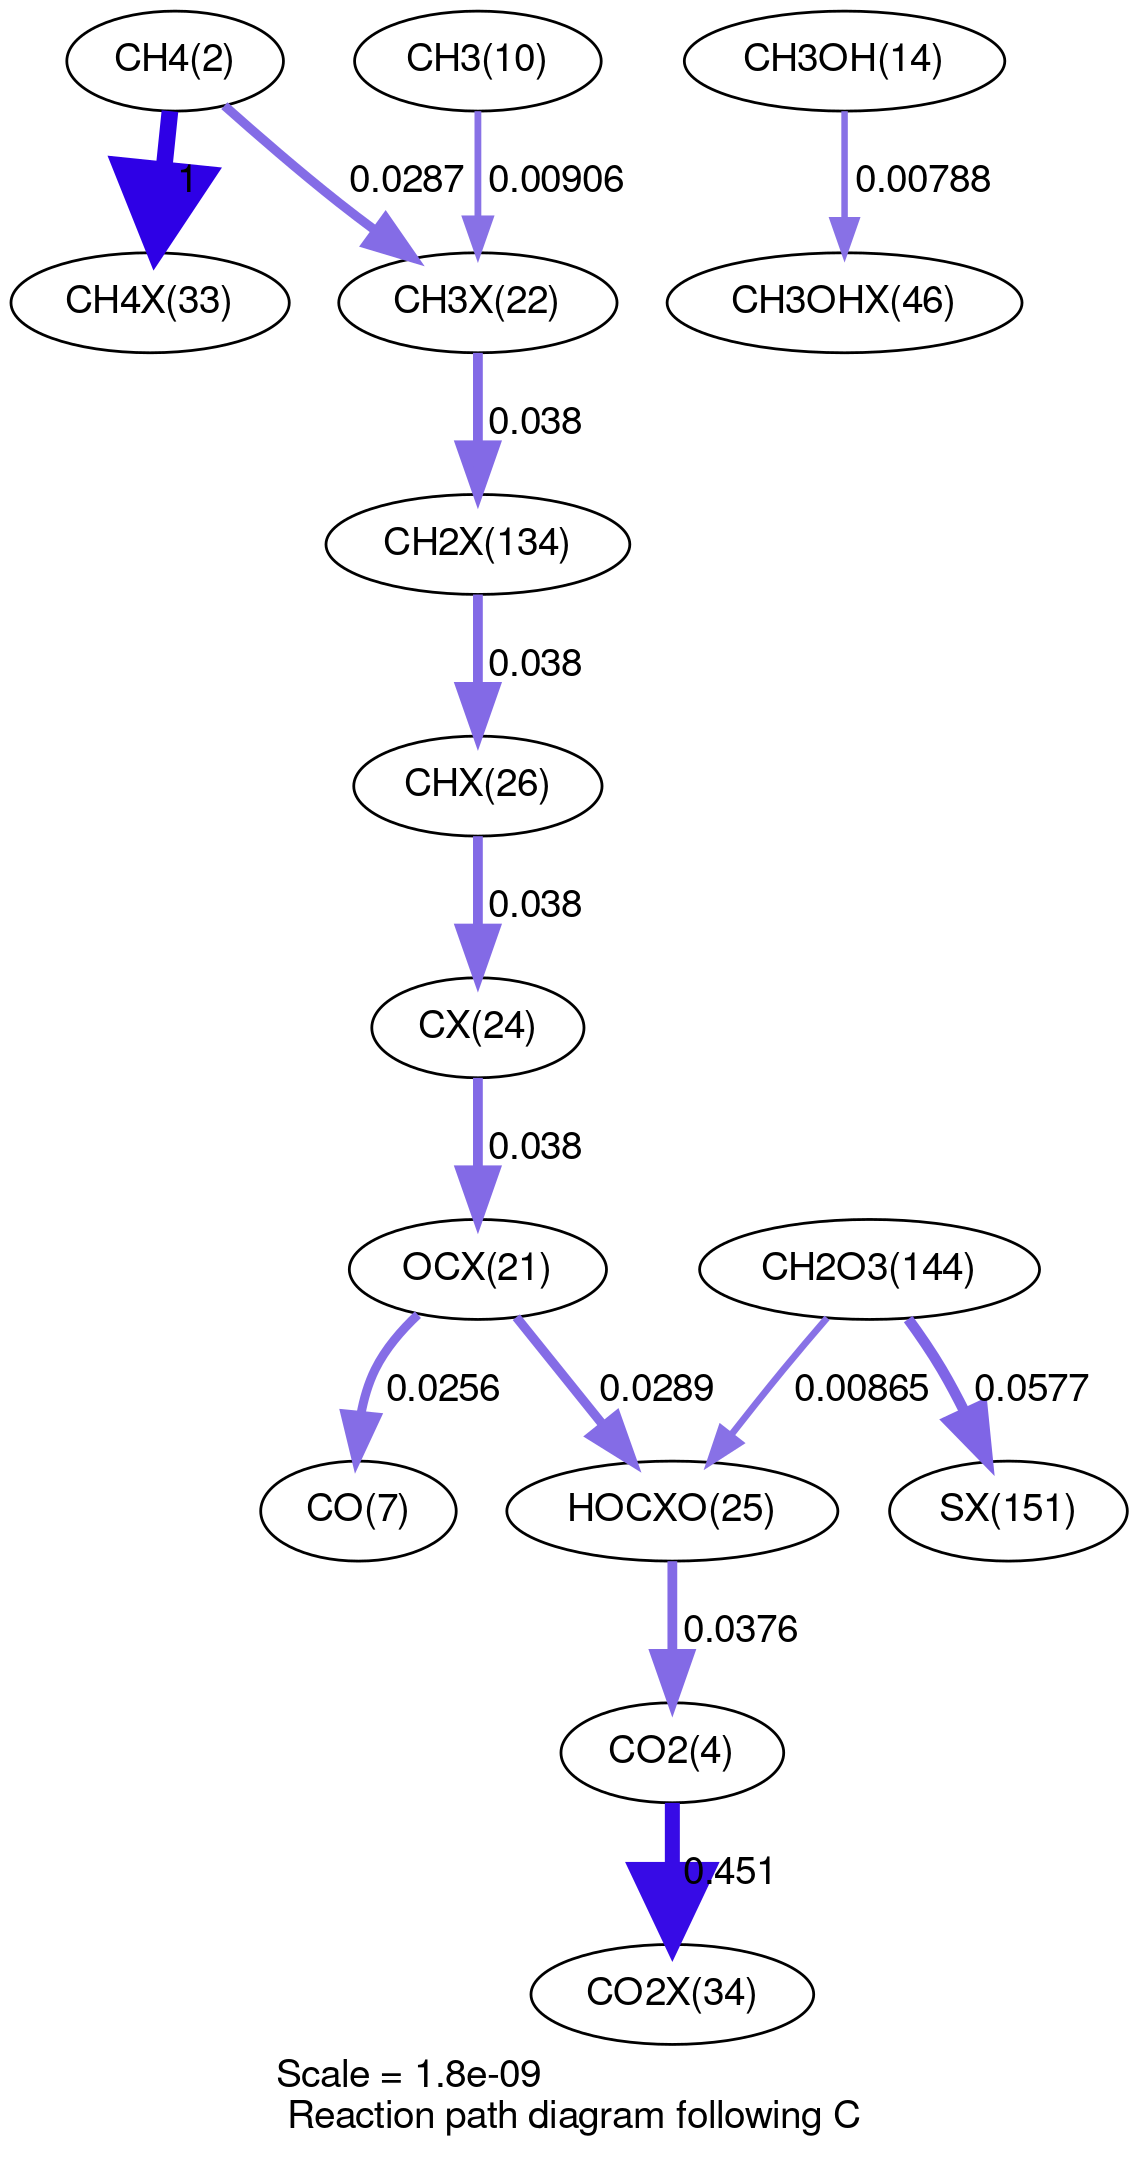 CH4(2)
CH3(10)
CH3OH(14)
1
0.0287
0.00906
0.00788
CH4X(33)
CH3X(22)
CH3OHX(46)
0.038
CH2X(134)
0.038
CHX(26)
0.038
CX(24)
0.038
OCX(21)
CH2O3(144)
0.0256
0.0289
0.00865
0.0577
CO(7)
HOCXO(25)
SX(151)
0.0376
CO2(4)
0.451
CO2X(34)
Scale = 1.8e-09
Reaction path diagram following C